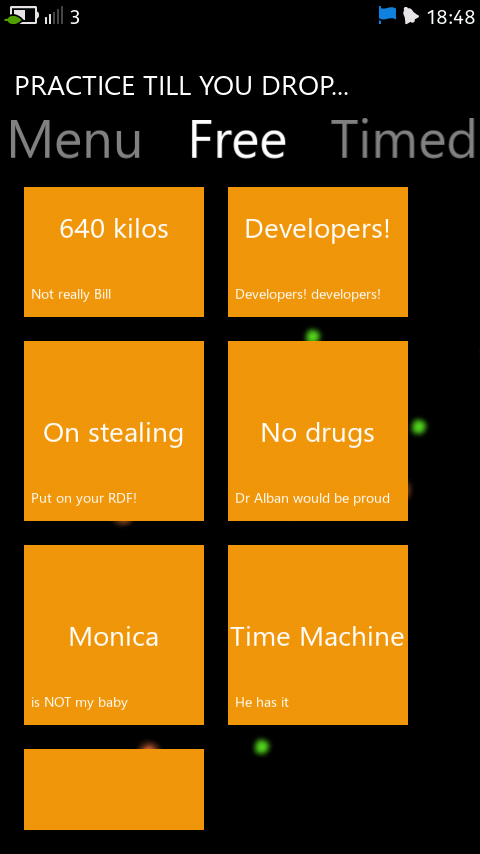 3 18:48
PRACTICE TILL YOU DROP...
Menu Free Timed
640 kilos
Not really Bill
Developers!
Developers! developers!
On stealing
Put on your RDF!
No drugs
Dr Alban would be proud
Monica
is NOT my baby
Time Machine
He has it